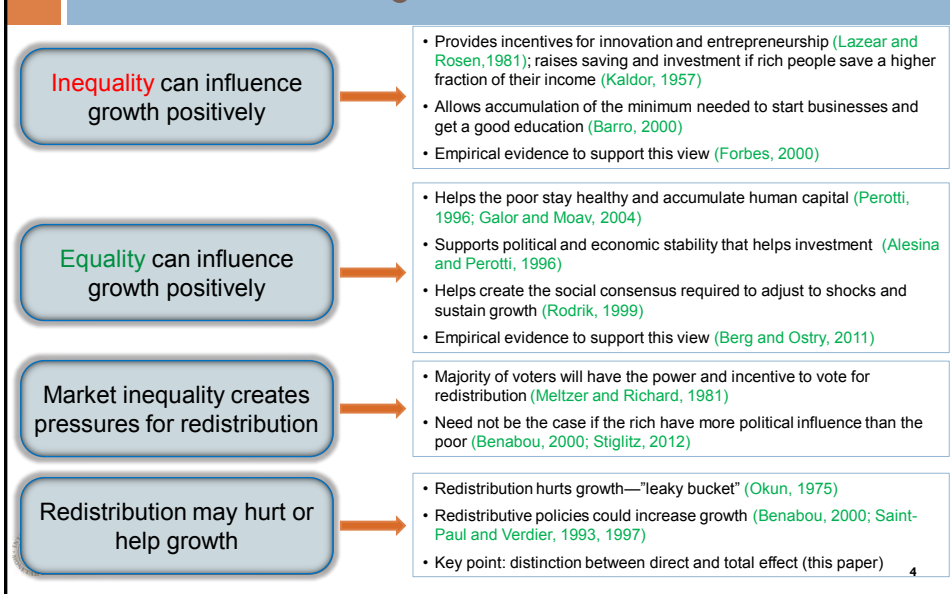 Inequality can influence
growth positively
• Provides incentives for innovation and entrepreneurship (Lazear and
Rosen,1981); raises saving and investment if rich people save a higher
fraction of their income (Kaldor, 1957)
• Allows accumulation of the minimum needed to start businesses and
get a good education (Barro, 2000)
• Empirical evidence to support this view (Forbes, 2000)
Equality can influence
growth positively
• Helps the poor stay healthy and accumulate human capital (Perotti,
1996; Galor and Moav, 2004)
• Supports political and economic stability that helps investment (Alesina
and Perotti, 1996)
• Helps create the social consensus required to adjust to shocks and
sustain growth (Rodrik, 1999)
• Empirical evidence to support this view (Berg and Ostry, 2011)
Market inequality creates
pressures for redistribution
• Majority of voters will have the power and incentive to vote for
redistribution (Meltzer and Richard, 1981)
• Need not be the case if the rich have more political influence than the
poor (Benabou, 2000; Stiglitz, 2012)
Redistribution may hurt or
help growth
• Redistribution hurts growth—”leaky bucket” (Okun, 1975)
• Redistributive policies could increase growth (Benabou, 2000; Saint-
Paul and Verdier, 1993, 1997)
• Key point: distinction between direct and total effect (this paper)
4